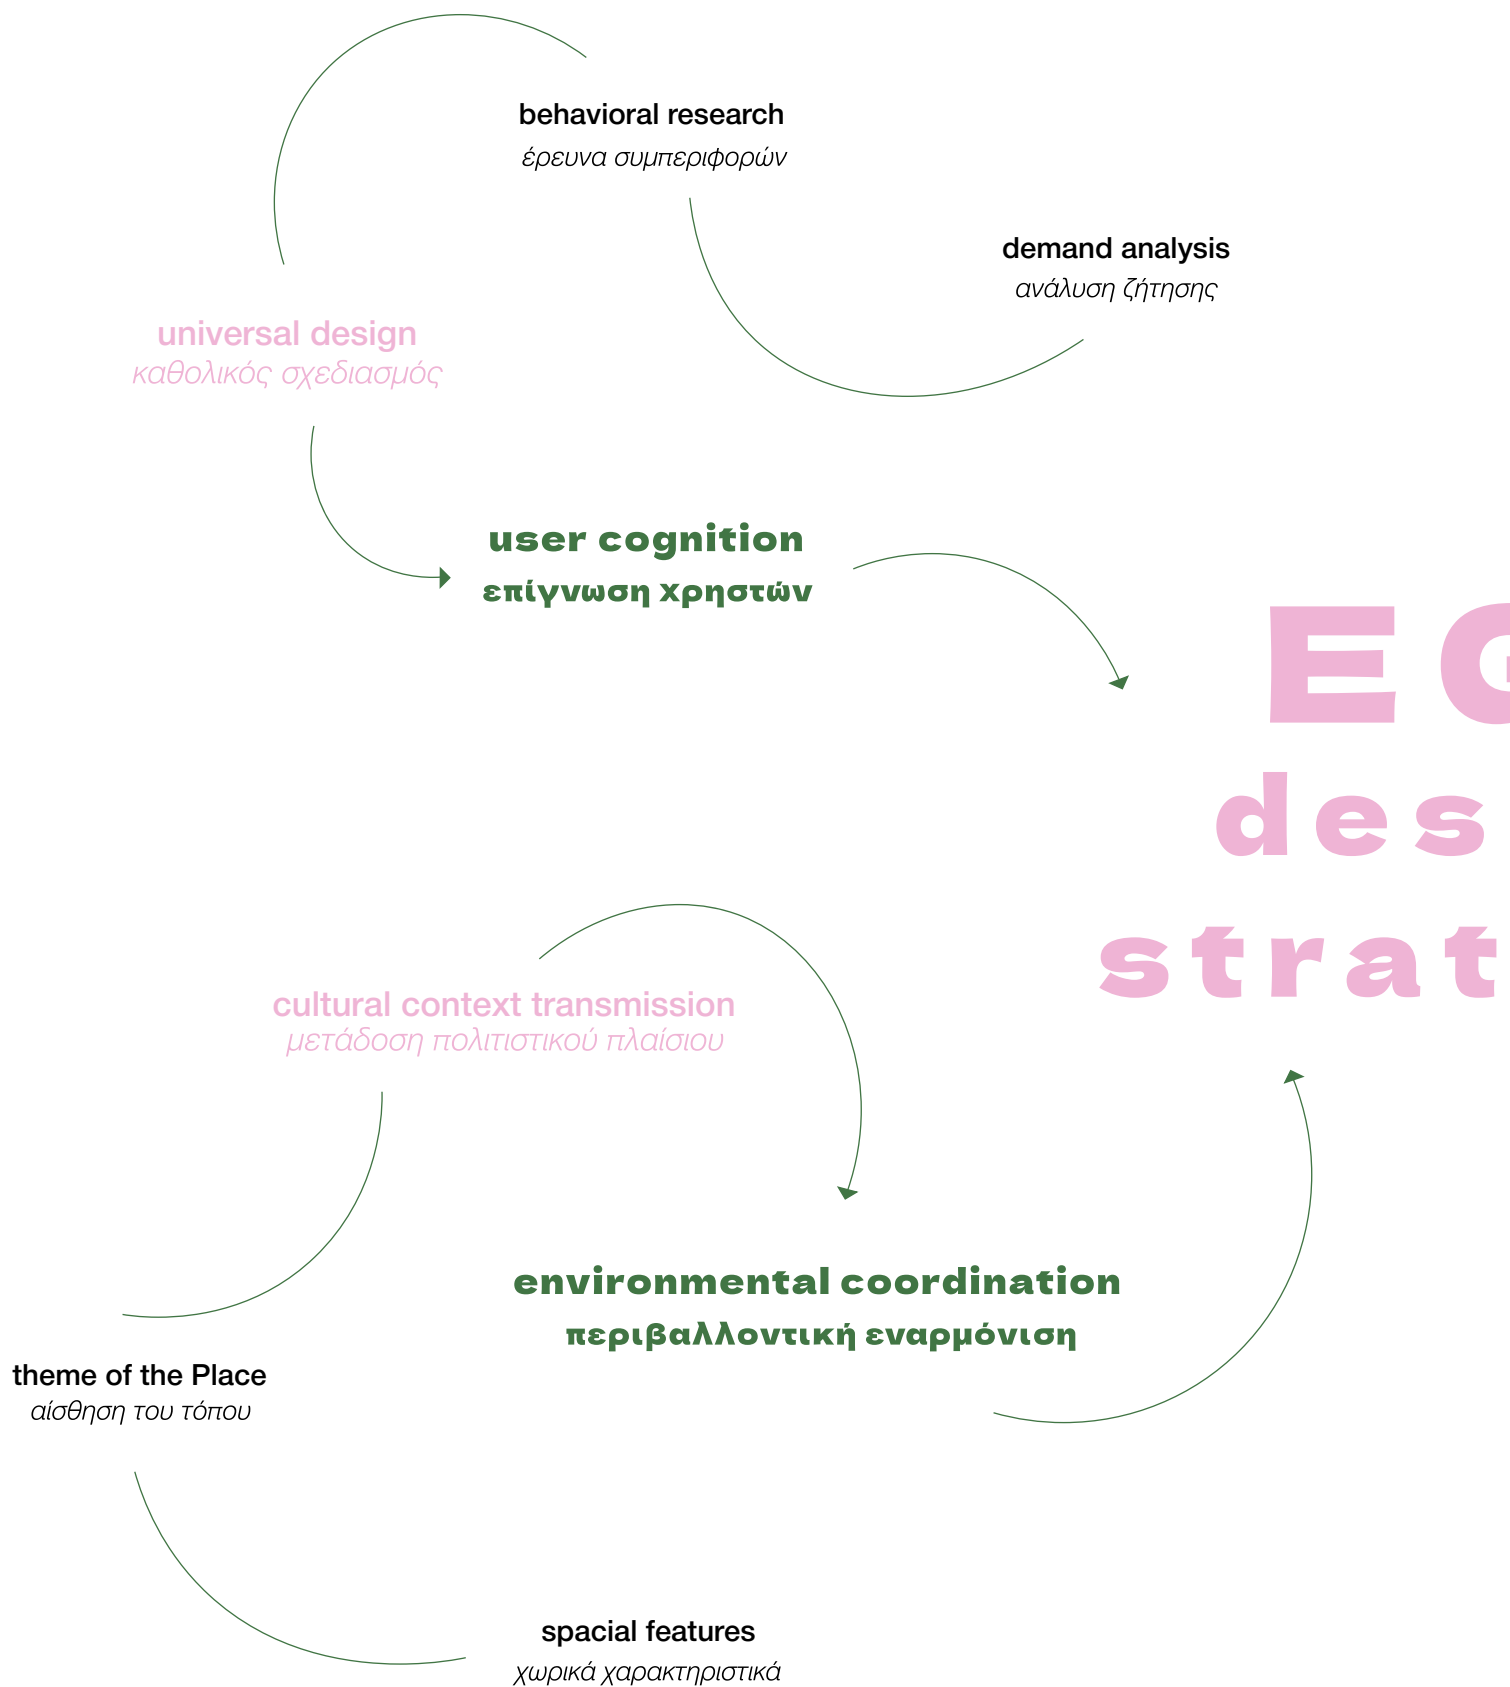 behavioral research
έρευνα συμπεριφορών
demand analysis
ανάλυση ζήτησης
universal design
καθολικός σχεδιασμός
user cognition
επίγνωση χρηστών
E
des
strat
cultural context transmission
μετάδοση πολιτιστικού πλαίσιου
environmental coordination
περιβαλλοντική εναρμόνιση
theme of the Place
αίσθηση του τόπου
spacial features
χωρικά χαρακτηριστικά